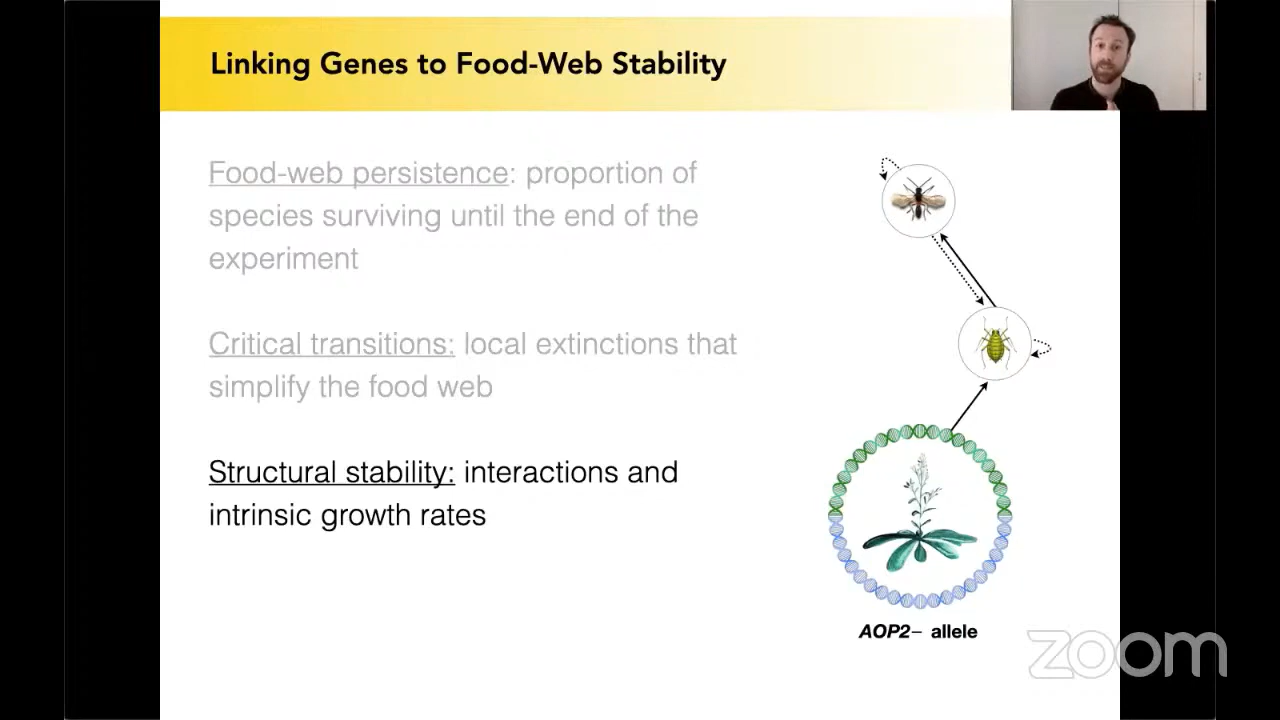 Linking Genes to Food-Web Stability
Food-web persistence: proportion of
species surviving until the end of the
experiment
Critical transitions: local extinctions that
simplify the food web
Structural stability: interactions and
intrinsic growth rates
AOP2– allele
zoom